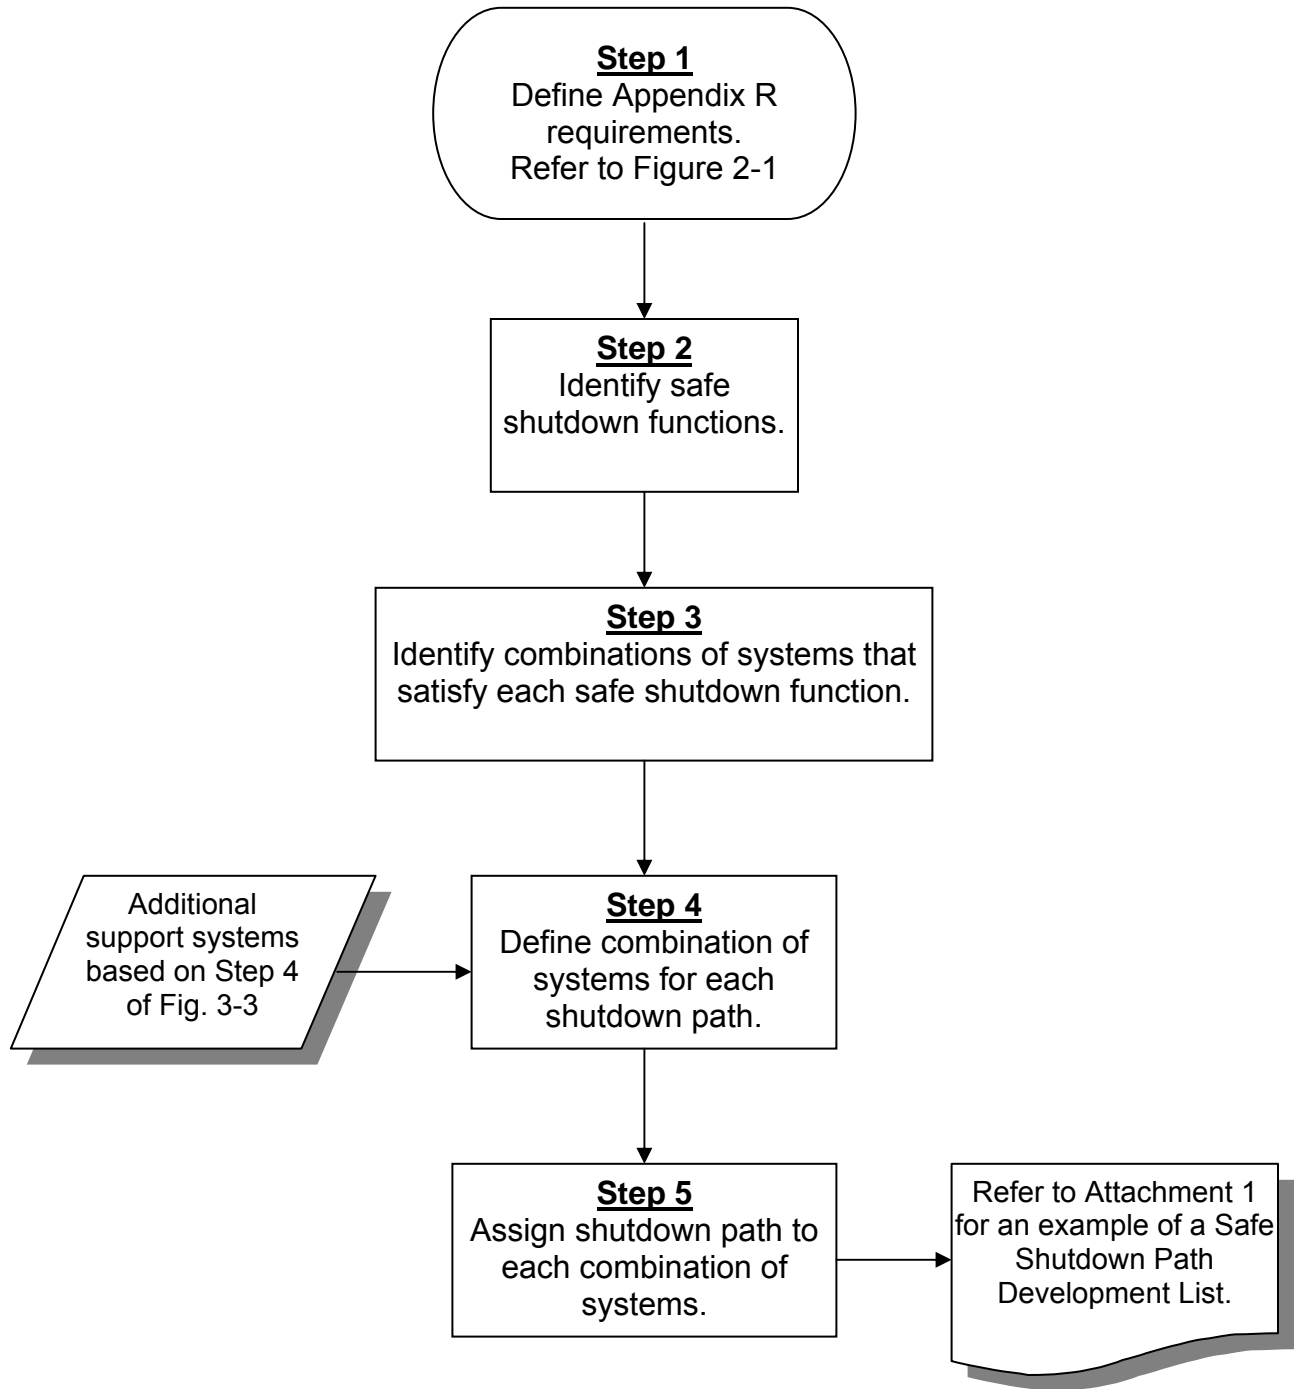 Step 1
Define Appendix R
requirements.
Refer to Figure 2-1
Step 2
Identify safe
shutdown functions.
Step 3
Identify combinations of systems that
satisfy each safe shutdown function.
Additional
support systems
based on Step 4
of Fig. 3-3
Step 4
Define combination of
systems for each
shutdown path.
Step 5
Assign shutdown path to
each combination of
systems.
Refer to Attachment 1
for an example of a Safe
Shutdown Path
Development List.